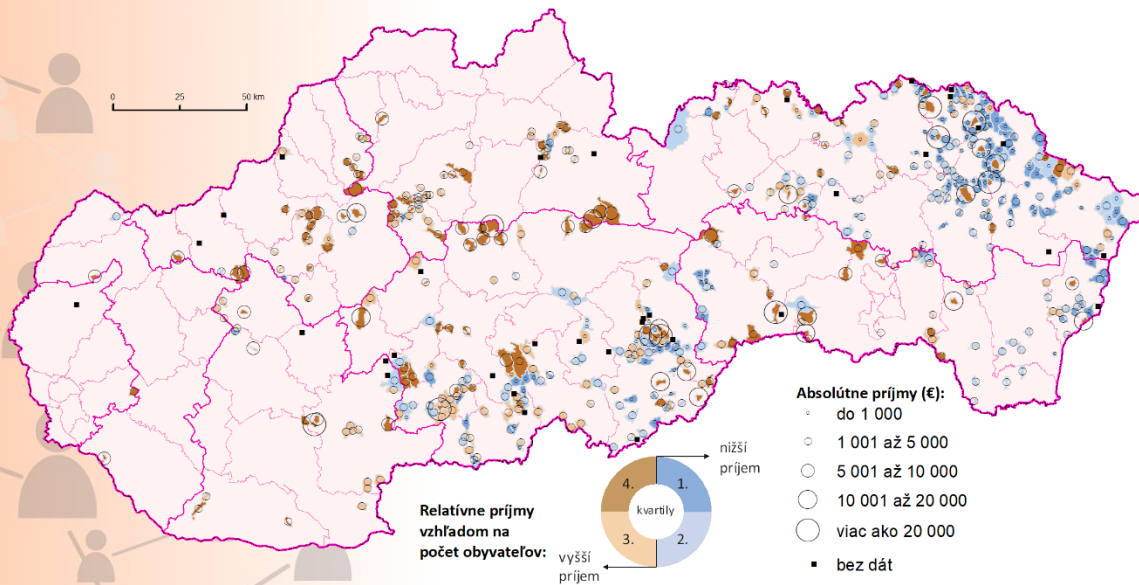 0 25 50 km
Absolútne príjmy (€):
do 1 000
1 001 až 5 000
5 001 až 10 000
10 001 až 20 000
viac ako 20 000
bez dát
Relatívne príjmy
vzhľadom na
počet obyvateľov:
nižší
príjem
4.
1.
kvartily
3.
2.
vyšší
príjem